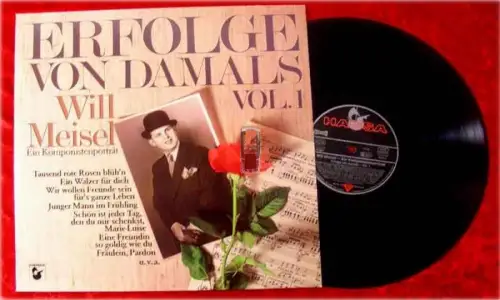 ERFOLGE
VON DAMALS
Will VOL.1
Meisel
Ein Komponistenporträt
Tausend rote Rosen blüh'n
Ein Walzer für dich
Wir wollen Freunde sein
für's ganze Leben
Junger Mann im Frühling
Schön ist jeder Tag,
den du mir schenkst,
Marie Luise
Eine Freundin
so goldig wie du
Fräulein, Pardon
u.v.a.
HANSA